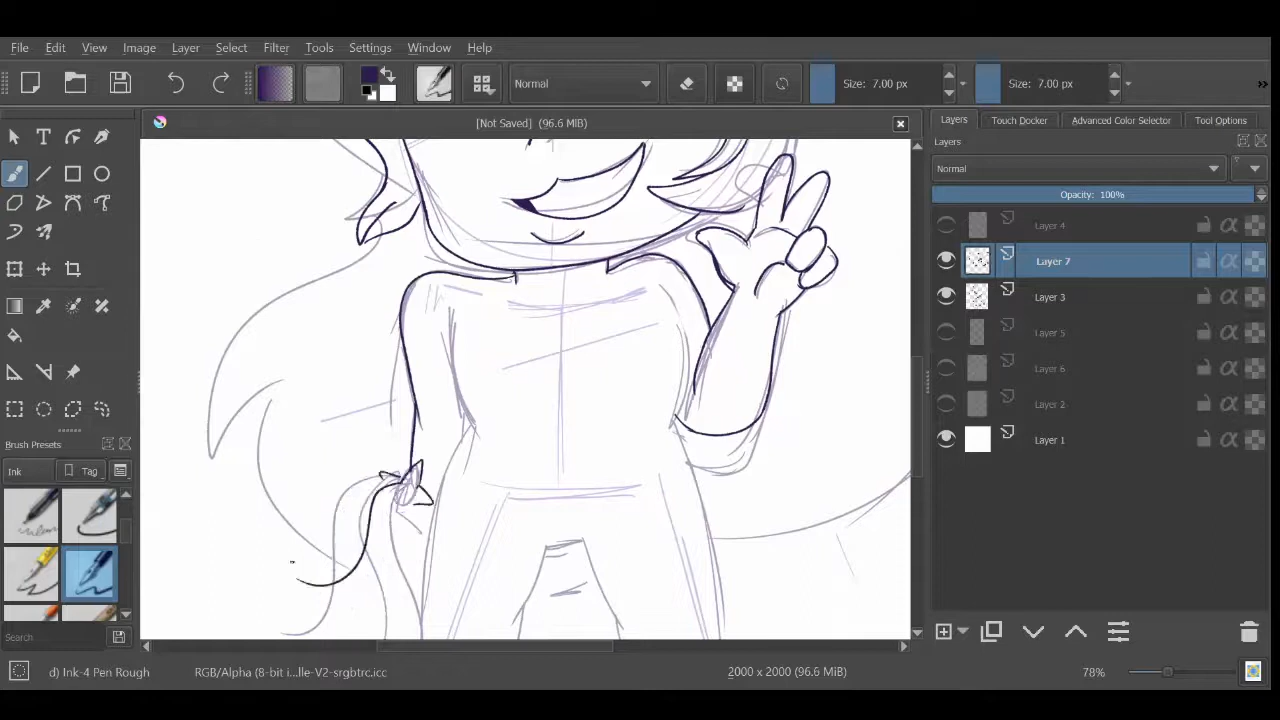 File Edit View Image Layer Select Filter Tools Settings Window Help
Normal Size: 7.00 px Size: 7.00 px »
[Not Saved] (96.6 MiB)
Layers Touch Docker Advanced Color Selector Tool Options
Layers
Normal
Opacity: 100%
Layer 4
Layer 7
Layer 3
Layer 5
Layer 6
Layer 2
Layer 1
Brush Presets
Ink Tag
Search
d) Ink-4 Pen Rough RGB/Alpha (8-bit i...lle-V2-srgbtrc.icc 2000 x 2000 (96.6 MiB) 78%